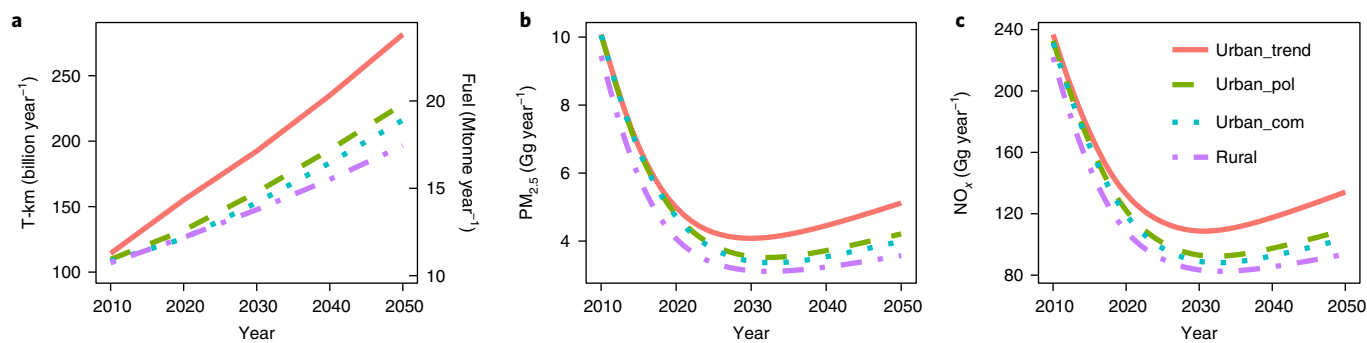 a
T-km (billion year⁻¹)
250
200
150
100
2010 2020 2030 2040 2050
Year
20
15
10
Fuel (Mtonne year⁻¹)
b
PM₂.₅ (Gg year⁻¹)
10
8
6
4
2010 2020 2030 2040 2050
Year
c
NOₓ (Gg year⁻¹)
240
200
160
120
80
2010 2020 2030 2040 2050
Year
Urban_trend
Urban_pol
Urban_com
Rural